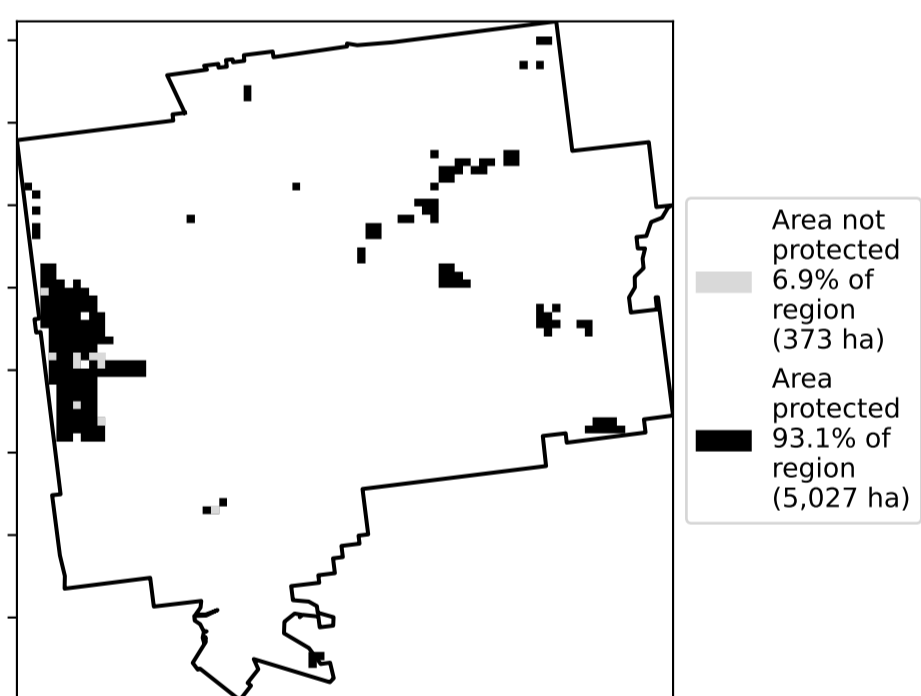 Area not
protected
6.9% of
region
(373 ha)
Area
protected
93.1% of
region
(5,027 ha)